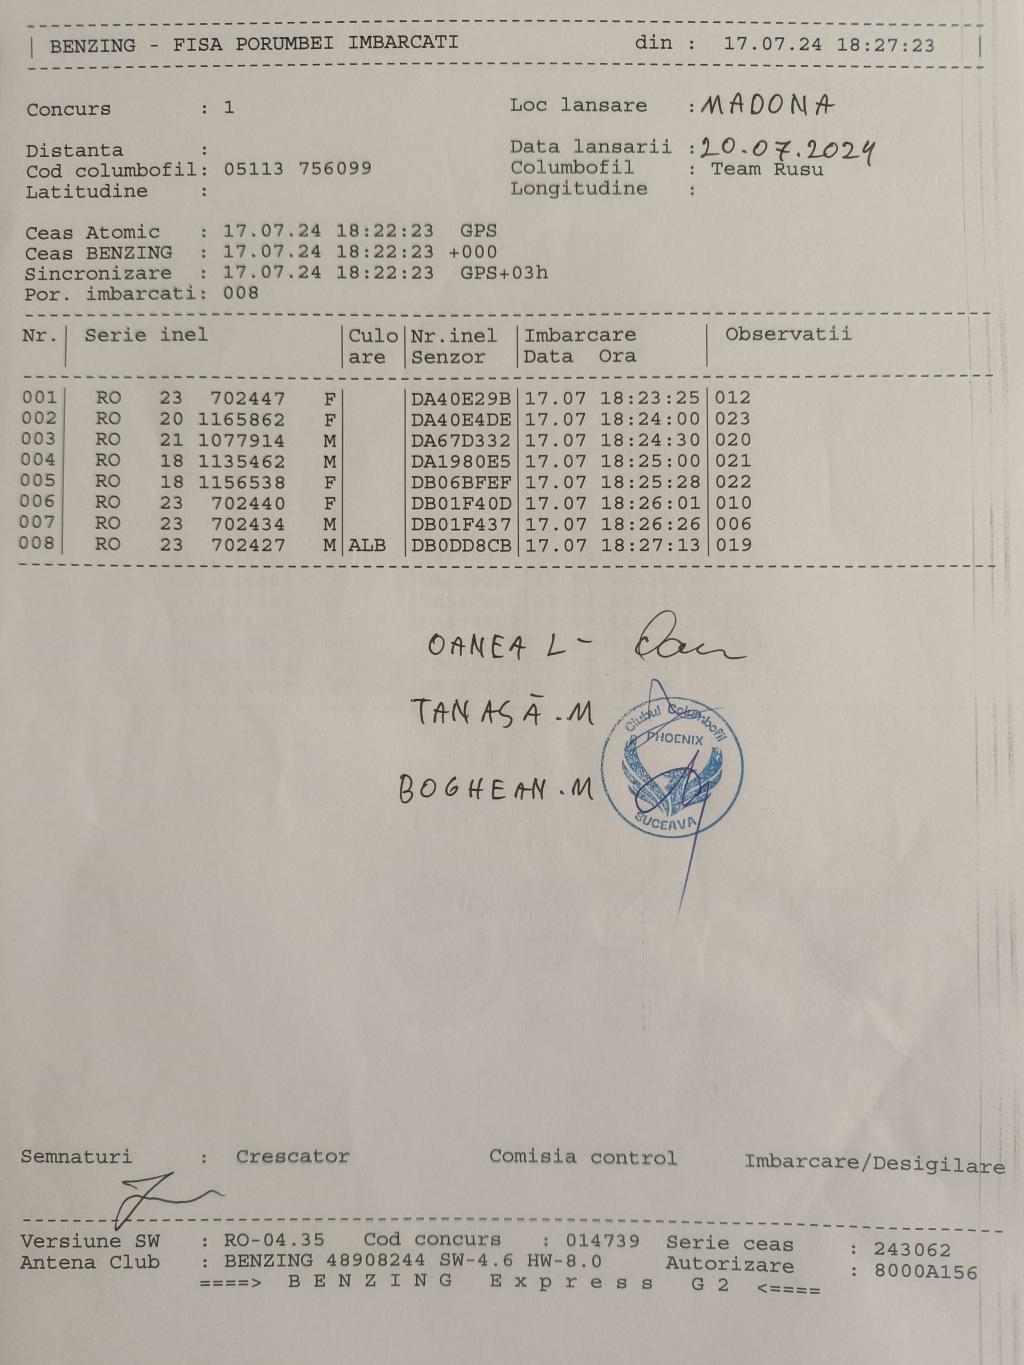 BENZING - FISA PORUMBEI IMBARCATI din : 17.07.24 18:27:23
Concurs : 1 Loc lansare : MADONA
Distanta : Data lansarii : 20.07.2024
Cod columbofil: 05113 756099 Columbofil : Team Rusu
Latitudine : Longitudine :
Ceas Atomic : 17.07.24 18:22:23 GPS
Ceas BENZING : 17.07.24 18:22:23 +000
Sincronizare : 17.07.24 18:22:23 GPS+03h
Por. imbarcati: 008
Nr. Serie inel Culo Nr.inel Imbarcare Observatii
are Senzor Data Ora
001 RO 23 702447 F DA40E29B 17.07 18:23:25 012
002 RO 20 1165862 F DA40E4DE 17.07 18:24:00 023
003 RO 21 1077914 M DA67D332 17.07 18:24:30 020
004 RO 18 1135462 M DA1980E5 17.07 18:25:00 021
005 RO 18 1156538 F DB06BFEF 17.07 18:25:28 022
006 RO 23 702440 F DB01F40D 17.07 18:26:01 010
007 RO 23 702434 M DB01F437 17.07 18:26:26 006
008 RO 23 702427 M ALB DB0DD8CB 17.07 18:27:13 019
OANEA L-
TANASĂ.M
Clubul Columbofil
PHOENIX
BOGHEAN.M
SUCEAVA
Semnaturi : Crescator Comisia control Imbarcare/Desigilare
Versiune SW : RO-04.35 Cod concurs : 014739 Serie ceas : 243062
Antena Club : BENZING 48908244 SW-4.6 HW-8.0 Autorizare : 8000A156
====> B E N Z I N G E x p r e s s G 2 <====